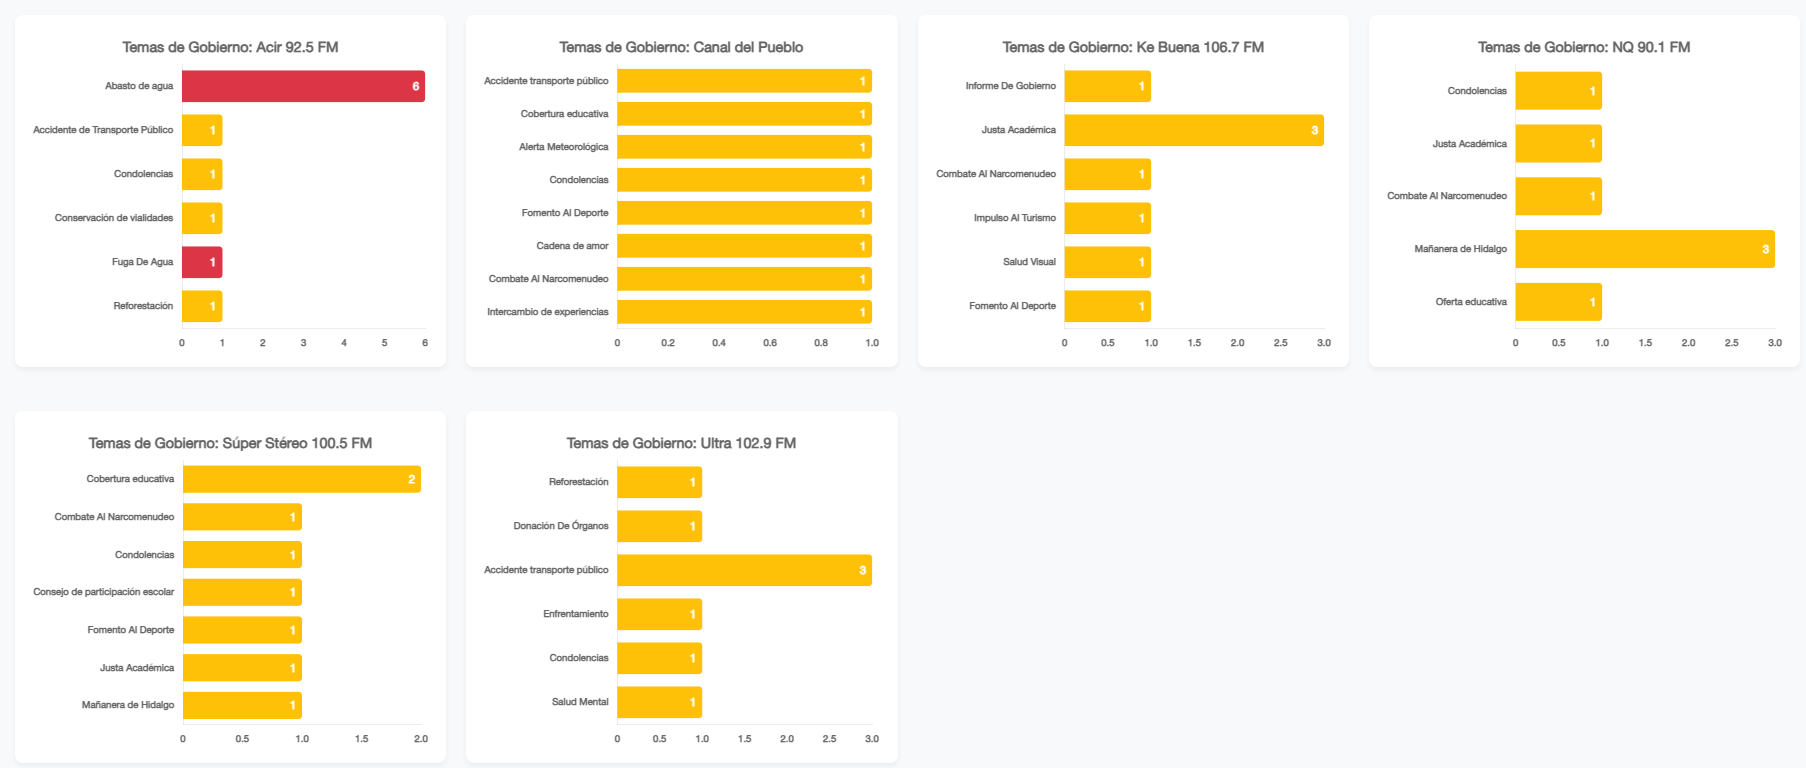 Temas de Gobierno: Acir 92.5 FM
Abasto de agua
6
Accidente de Transporte Público
1
Condolencias
1
Conservación de vialidades
1
Fuga De Agua
1
Reforestación
1
0 1 2 3 4 5 6
Temas de Gobierno: Canal del Pueblo
Accidente transporte público
1
Cobertura educativa
1
Alerta Meteorológica
1
Condolencias
1
Fomento Al Deporte
1
Cadena de amor
1
Combate Al Narcomenudeo
1
Intercambio de experiencias
1
0 0.2 0.4 0.6 0.8 1.0
Temas de Gobierno: Ke Buena 106.7 FM
Informe De Gobierno
1
Justa Académica
3
Combate Al Narcomenudeo
1
Impulso Al Turismo
1
Salud Visual
1
Fomento Al Deporte
1
0 0.5 1.0 1.5 2.0 2.5 3.0
Temas de Gobierno: NQ 90.1 FM
Condolencias
1
Justa Académica
1
Combate Al Narcomenudeo
1
Mañanera de Hidalgo
3
Oferta educativa
1
0 0.5 1.0 1.5 2.0 2.5 3.0
Temas de Gobierno: Súper Stéreo 100.5 FM
Cobertura educativa
2
Combate Al Narcomenudeo
1
Condolencias
1
Consejo de participación escolar
1
Fomento Al Deporte
1
Justa Académica
1
Mañanera de Hidalgo
1
0 0.5 1.0 1.5 2.0
Temas de Gobierno: Ultra 102.9 FM
Reforestación
1
Donación De Órganos
1
Accidente transporte público
3
Enfrentamiento
1
Condolencias
1
Salud Mental
1
0 0.5 1.0 1.5 2.0 2.5 3.0